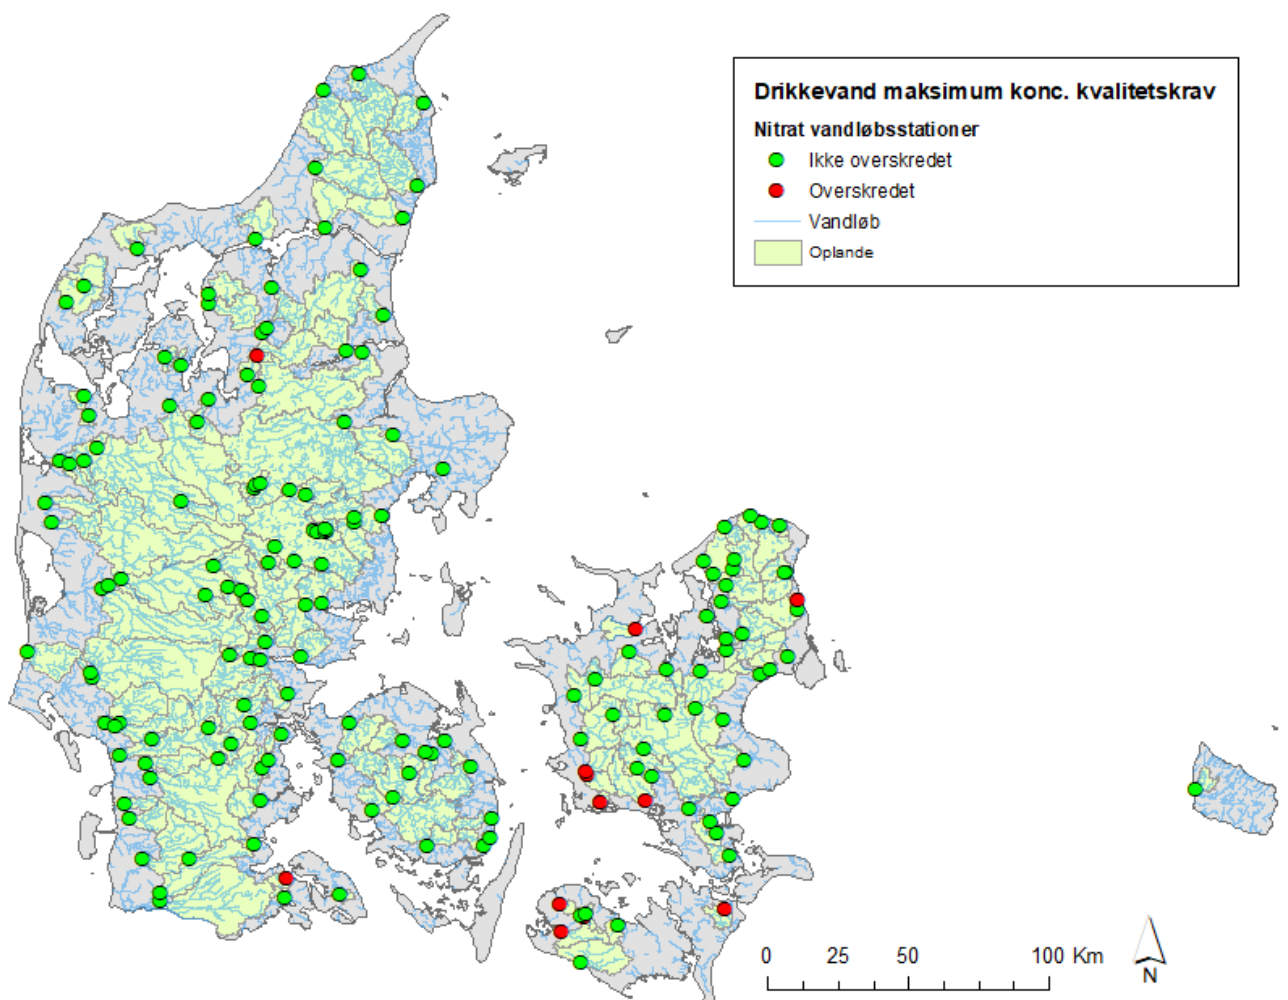 Drikkevand maksimum konc. kvalitetskrav
Nitrat vandløbsstationer
Ikke overskredet
Overskredet
Vandløb
Oplande
0 25 50 100 Km
N